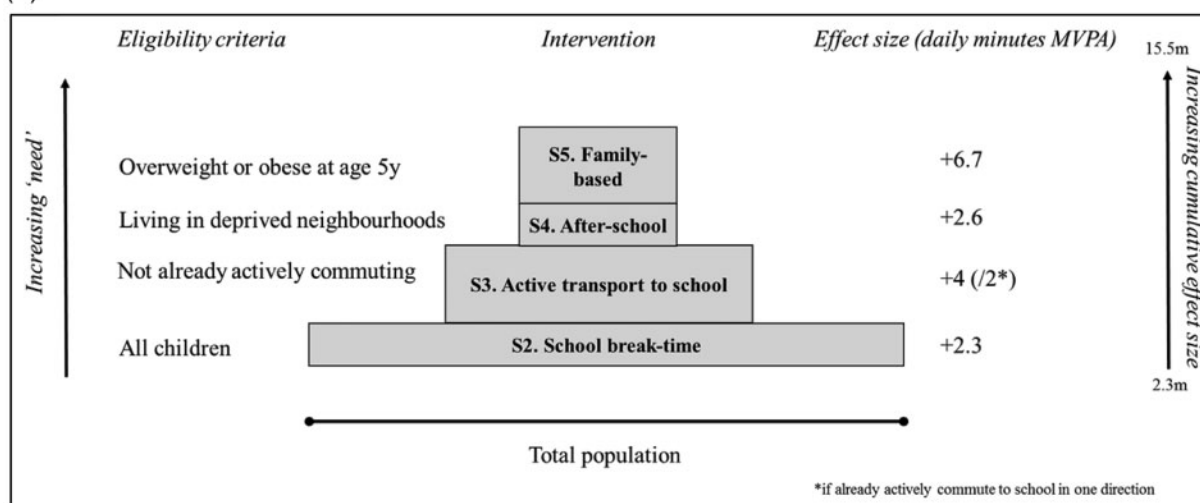 Eligibility criteria Intervention Effect size (daily minutes MVPA)
15.5m
Increasing 'need'
Overweight or obese at age 5y
S5. Family-
based
+6.7
Living in deprived neighbourhoods
S4. After-school
+2.6
Not already actively commuting
S3. Active transport to school
+4 (/2*)
All children
S2. School break-time
+2.3
Increasing cumulative effect size
2.3m
Total population
*if already actively commute to school in one direction